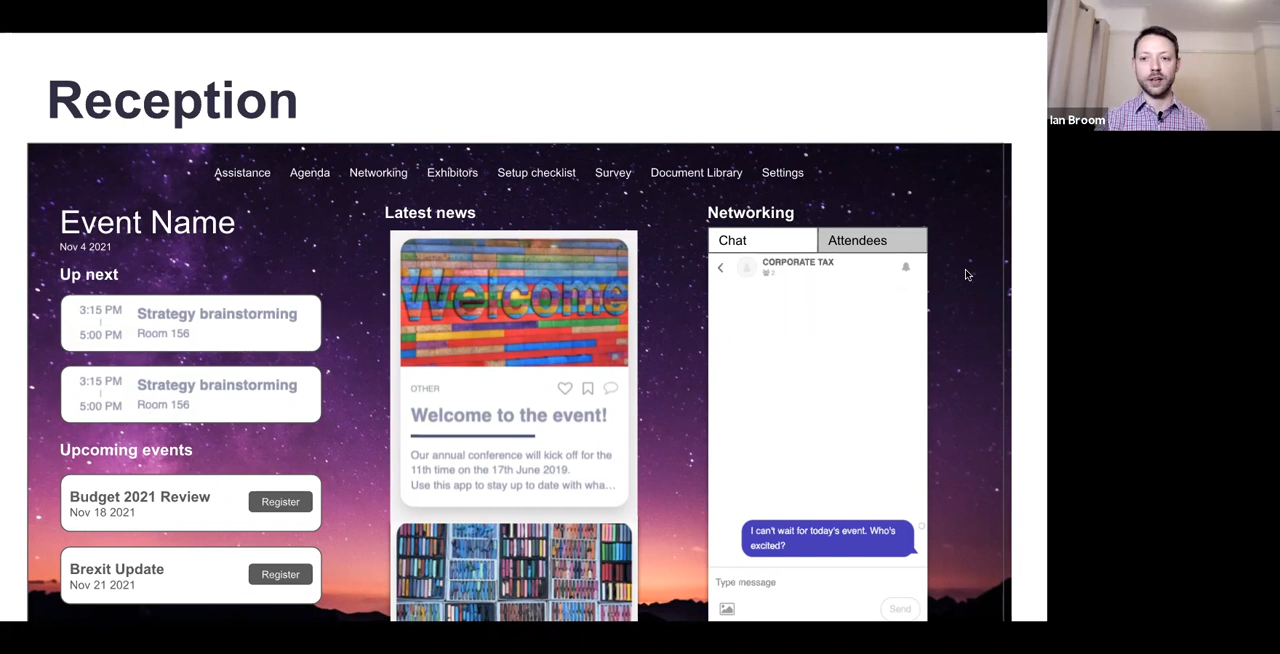 Reception
Ian Broom
Assistance Agenda Networking Exhibitors Setup checklist Survey Document Library Settings
Event Name
Nov 4 2021
Up next
3:15 PM
5:00 PM
Strategy brainstorming
Room 156
3:15 PM
5:00 PM
Strategy brainstorming
Room 156
Upcoming events
Budget 2021 Review
Nov 18 2021
Register
Brexit Update
Nov 21 2021
Register
Latest news
Welcome
OTHER
Welcome to the event!
Our annual conference will kick off for the
11th time on the 17th June 2019.
Use this app to stay up to date with wha...
Networking
Chat
Attendees
CORPORATE TAX
2
I can't wait for today's event. Who's
excited?
Type message
Send